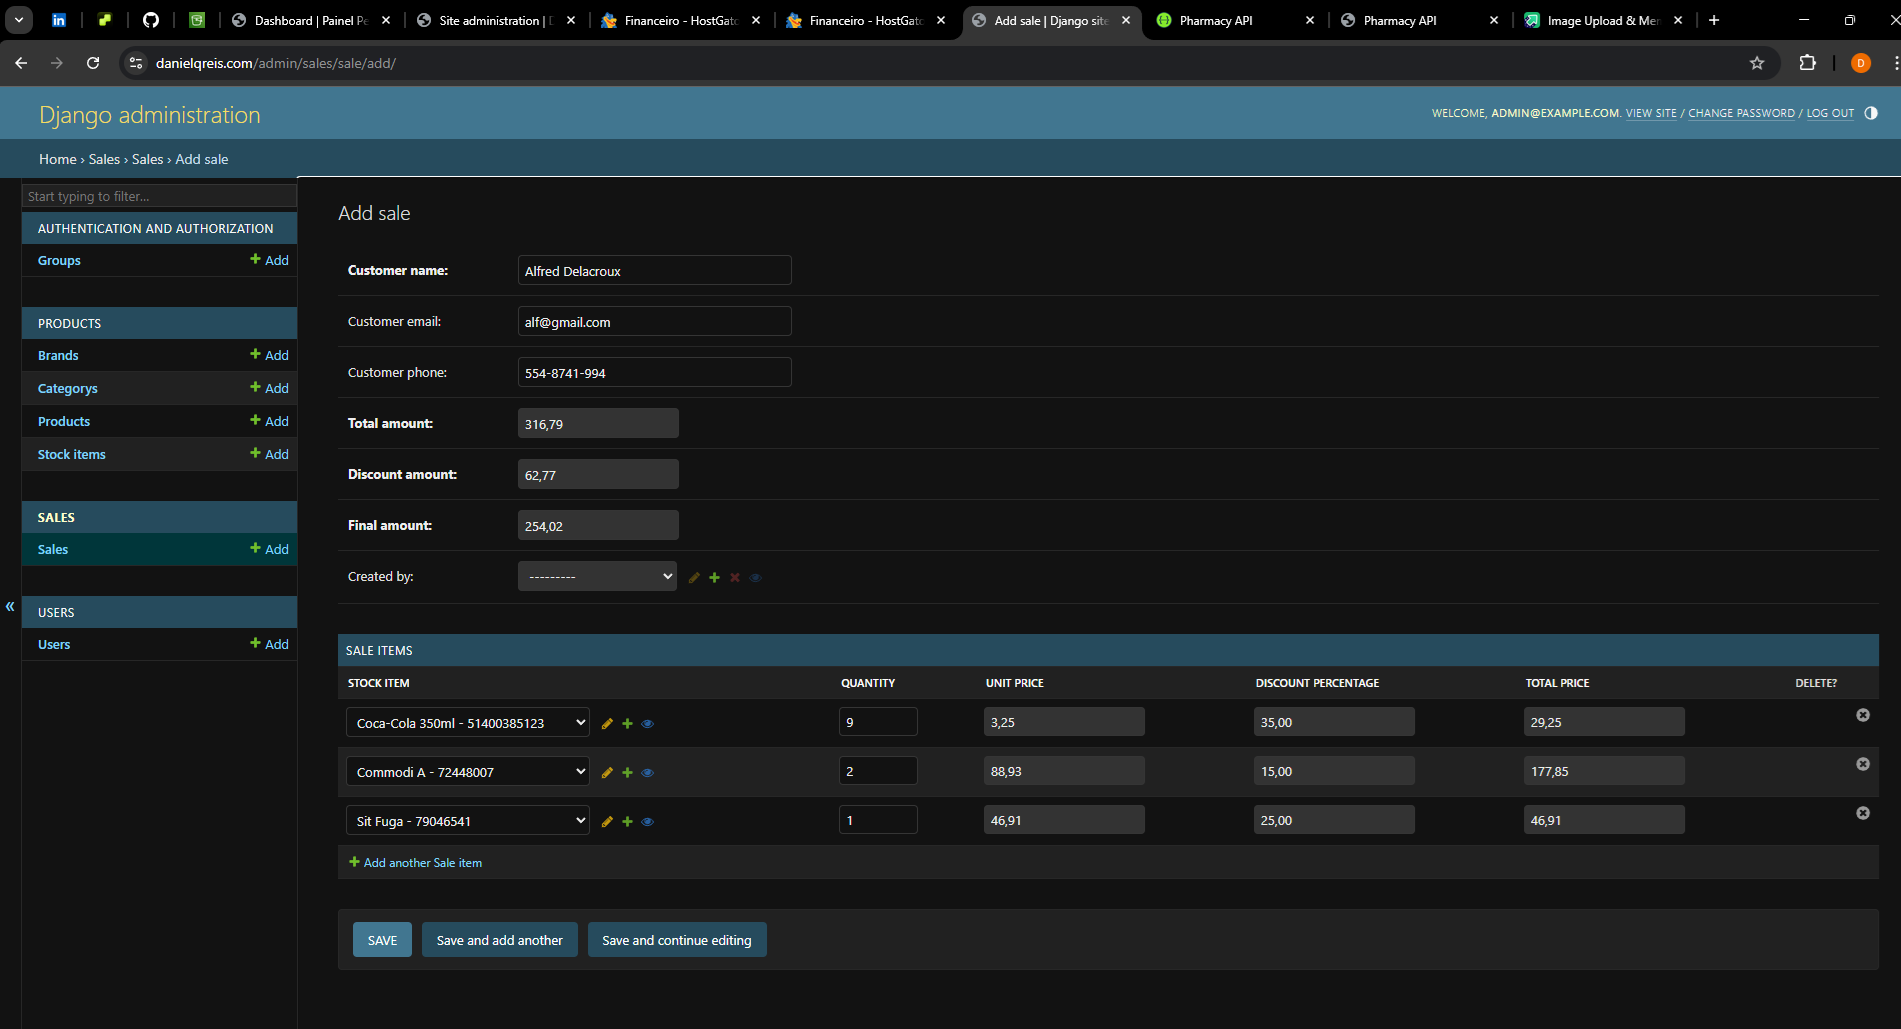 Dashboard | Painel Pe
Site administration | D
Financeiro - HostGato
Financeiro - HostGato
Add sale | Django site
Pharmacy API
Pharmacy API
Image Upload & Mem
danielqreis.com/admin/sales/sale/add/
D
Django administration
WELCOME, ADMIN@EXAMPLE.COM. VIEW SITE / CHANGE PASSWORD / LOG OUT
Home › Sales › Sales › Add sale
Start typing to filter...
AUTHENTICATION AND AUTHORIZATION
Groups + Add
PRODUCTS
Brands + Add
Categorys + Add
Products + Add
Stock items + Add
SALES
Sales + Add
USERS
Users + Add
«
Add sale
Customer name: Alfred Delacroux
Customer email: alf@gmail.com
Customer phone: 554-8741-994
Total amount: 316,79
Discount amount: 62,77
Final amount: 254,02
Created by: ---------
SALE ITEMS
STOCK ITEM QUANTITY UNIT PRICE DISCOUNT PERCENTAGE TOTAL PRICE DELETE?
Coca-Cola 350ml - 51400385123 9 3,25 35,00 29,25
Commodi A - 72448007 2 88,93 15,00 177,85
Sit Fuga - 79046541 1 46,91 25,00 46,91
+ Add another Sale item
SAVE Save and add another Save and continue editing